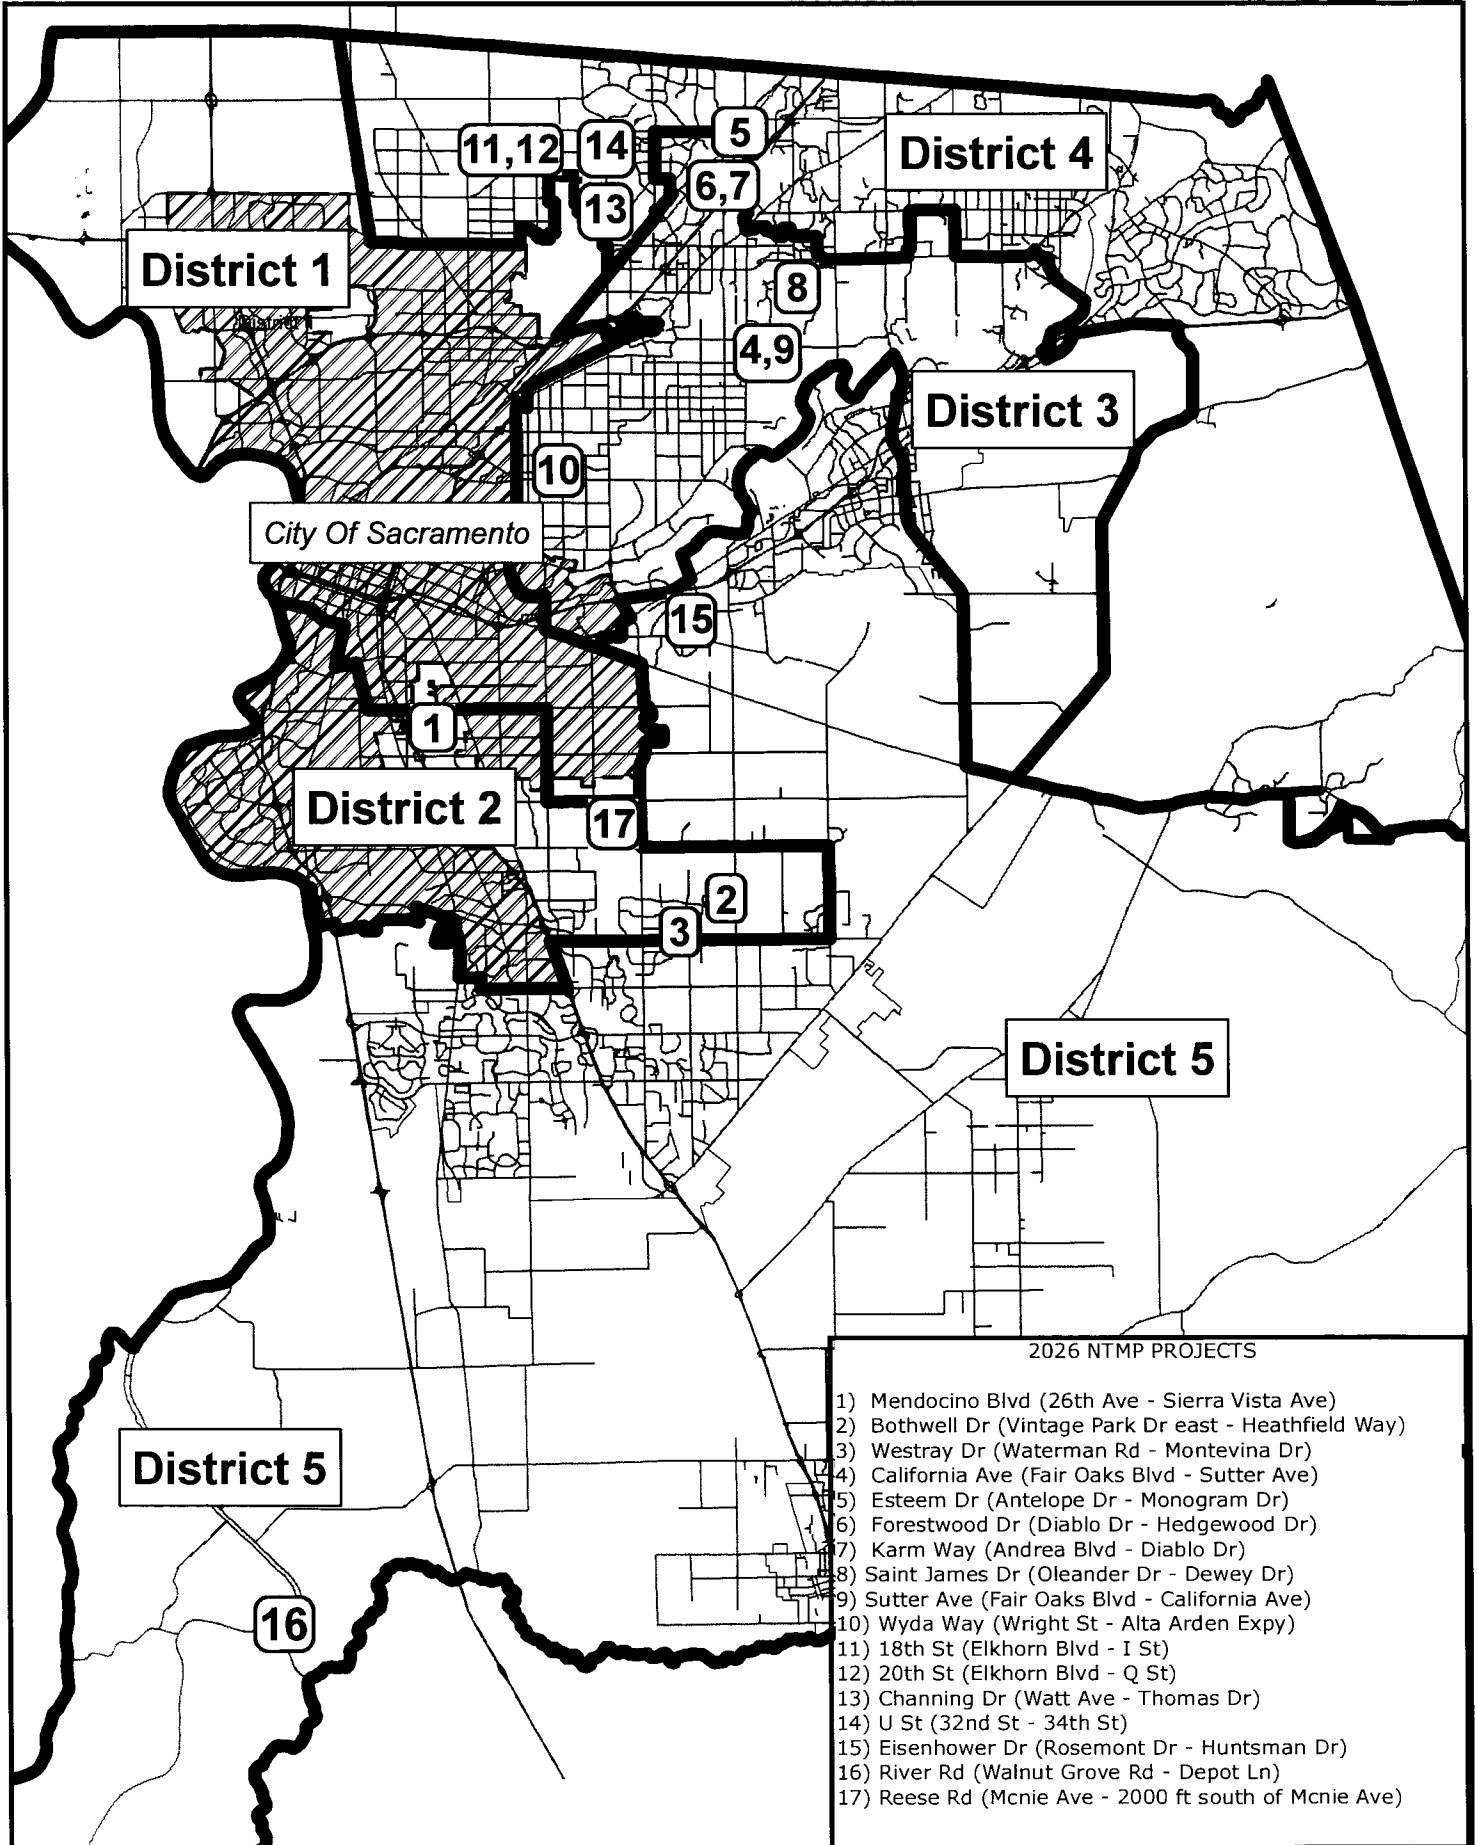 5
11,12
14
District 4
6,7
13
District 1
8
4,9
District 3
10
City Of Sacramento
15
1
District 2
17
2
3
District 5
2026 NTMP PROJECTS
1) Mendocino Blvd (26th Ave - Sierra Vista Ave)
2) Bothwell Dr (Vintage Park Dr east - Heathfield Way)
3) Westray Dr (Waterman Rd - Montevina Dr)
4) California Ave (Fair Oaks Blvd - Sutter Ave)
5) Esteem Dr (Antelope Dr - Monogram Dr)
6) Forestwood Dr (Diablo Dr - Hedgewood Dr)
7) Karm Way (Andrea Blvd - Diablo Dr)
8) Saint James Dr (Oleander Dr - Dewey Dr)
9) Sutter Ave (Fair Oaks Blvd - California Ave)
10) Wyda Way (Wright St - Alta Arden Expy)
11) 18th St (Elkhorn Blvd - I St)
12) 20th St (Elkhorn Blvd - Q St)
13) Channing Dr (Watt Ave - Thomas Dr)
14) U St (32nd St - 34th St)
15) Eisenhower Dr (Rosemont Dr - Huntsman Dr)
16) River Rd (Walnut Grove Rd - Depot Ln)
17) Reese Rd (Mcnie Ave - 2000 ft south of Mcnie Ave)
District 5
16